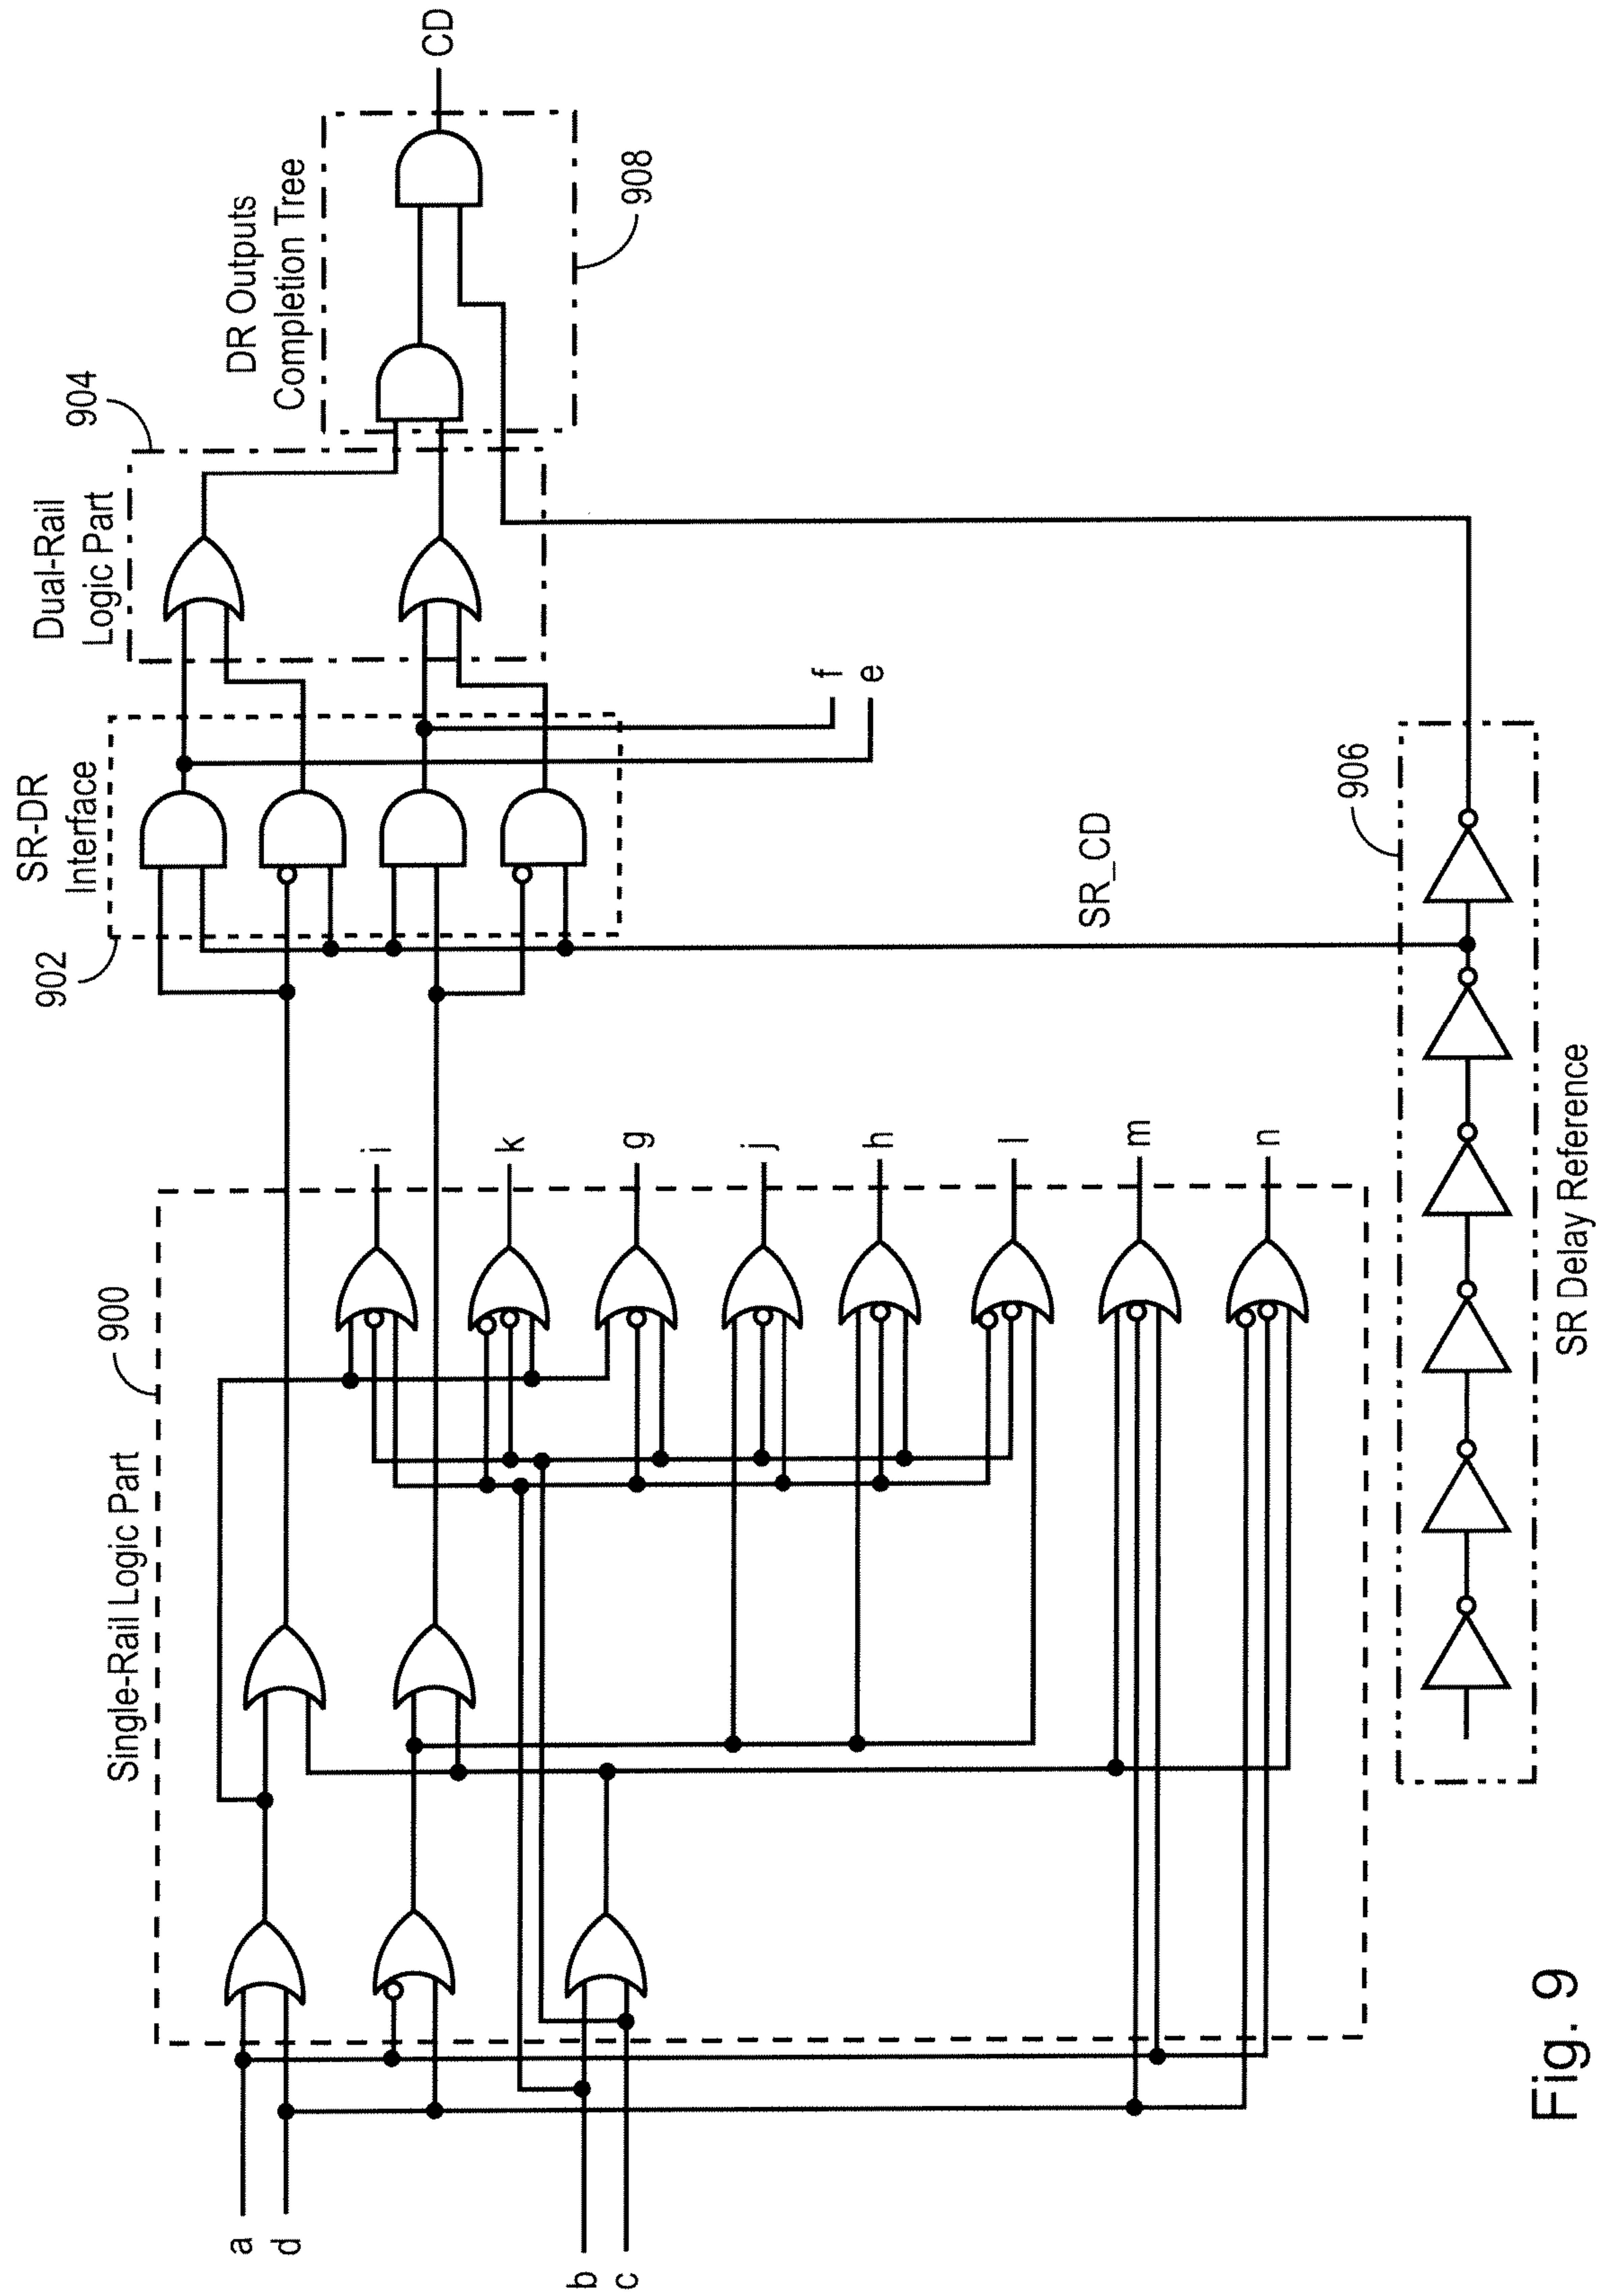 a
d
b
c
Single-Rail Logic Part
900
i
k
g
j
h
l
m
n
902
SR-DR
Interface
Dual-Rail
Logic Part
904
f
e
DR Outputs
Completion Tree
908
CD
SR_CD
906
SR Delay Reference
Fig. 9